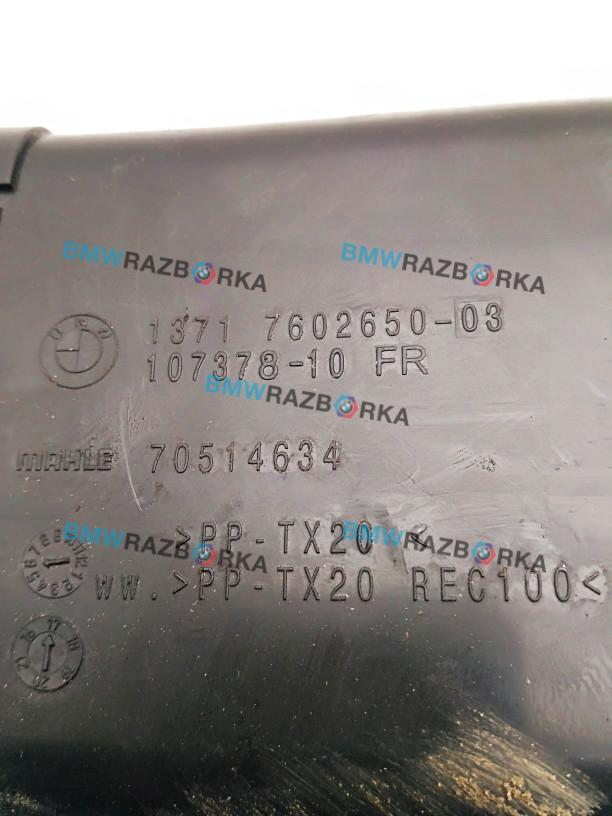 BMWRAZBORKA
BMWRAZBORKA
1371 7602650-03
107378-10 FR
BMWRAZBORKA
MAHLE 70514634
>PP-TX20<
BMWRAZBORKA
BMWRAZBORKA
WW.>PP-TX20 REC100<